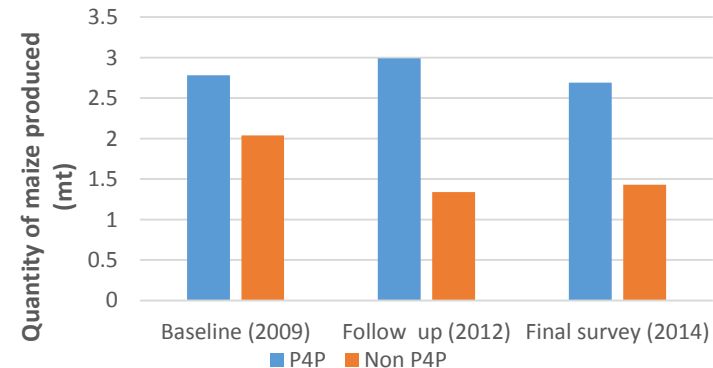 Quantity of maize produced
(mt)
3.5
3
2.5
2
1.5
1
0.5
0
Baseline (2009) Follow up (2012) Final survey (2014)
P4P Non P4P